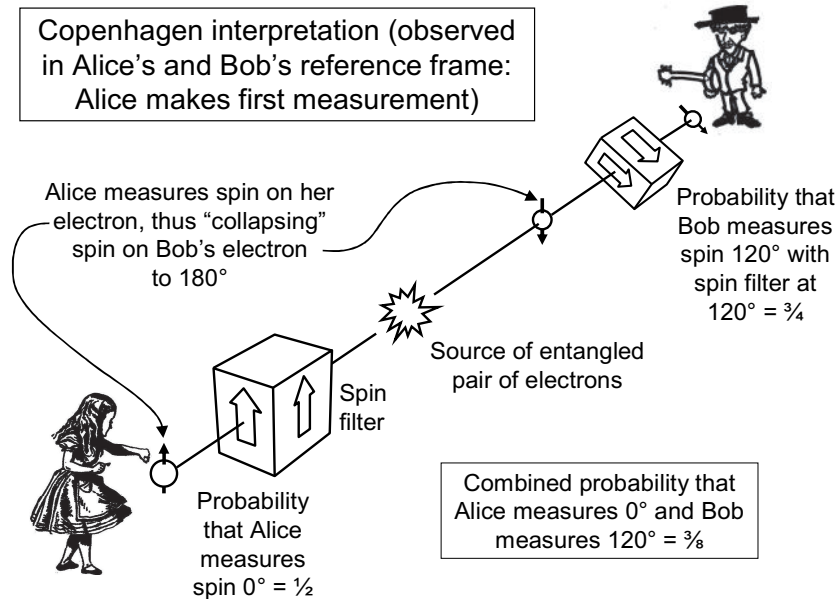 Copenhagen interpretation (observed
in Alice's and Bob's reference frame:
Alice makes first measurement)
Alice measures spin on her
electron, thus “collapsing”
spin on Bob's electron
to 180°
Probability that
Bob measures
spin 120° with
spin filter at
120° = ¾
Source of entangled
pair of electrons
Spin
filter
Probability
that Alice
measures
spin 0° = ½
Combined probability that
Alice measures 0° and Bob
measures 120° = ⅜